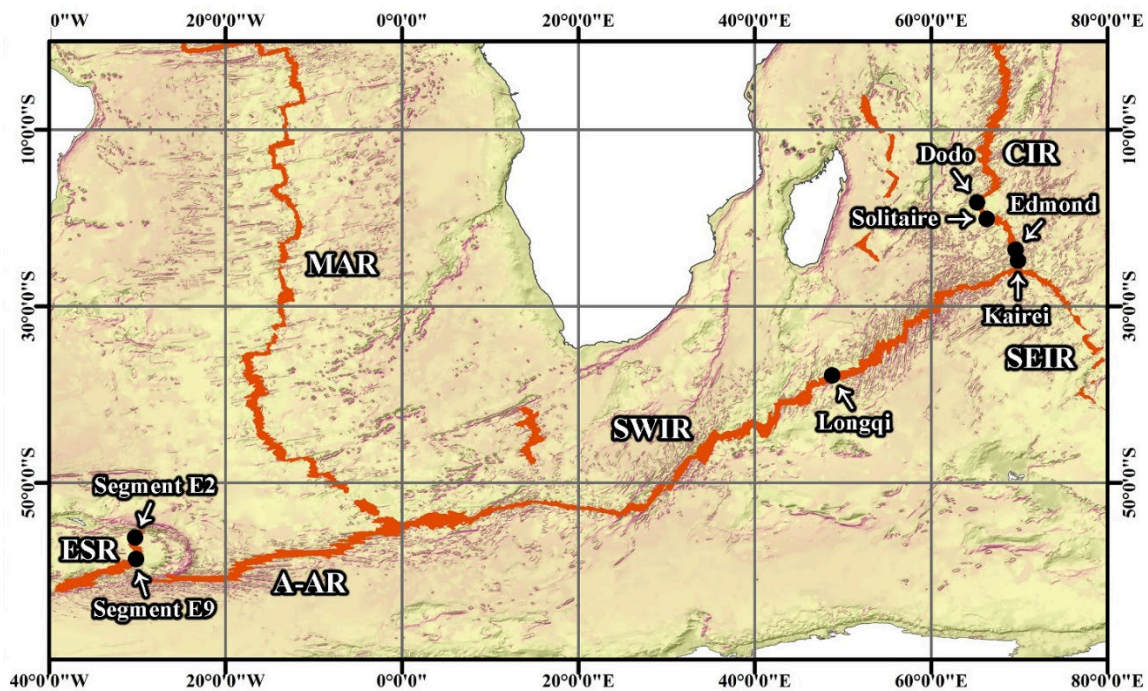 40°0'0"W 20°0'0"W 0°0'0" 20°0'0"E 40°0'0"E 60°0'0"E 80°0'0"E
10°0'0"S
10°0'0"S
Dodo
CIR
Solitaire
Edmond
MAR
30°0'0"S
Kairei
30°0'0"S
SEIR
SWIR
Longqi
50°0'0"S
Segment E2
50°0'0"S
ESR
A-AR
Segment E9
40°0'0"W 20°0'0"W 0°0'0" 20°0'0"E 40°0'0"E 60°0'0"E 80°0'0"E